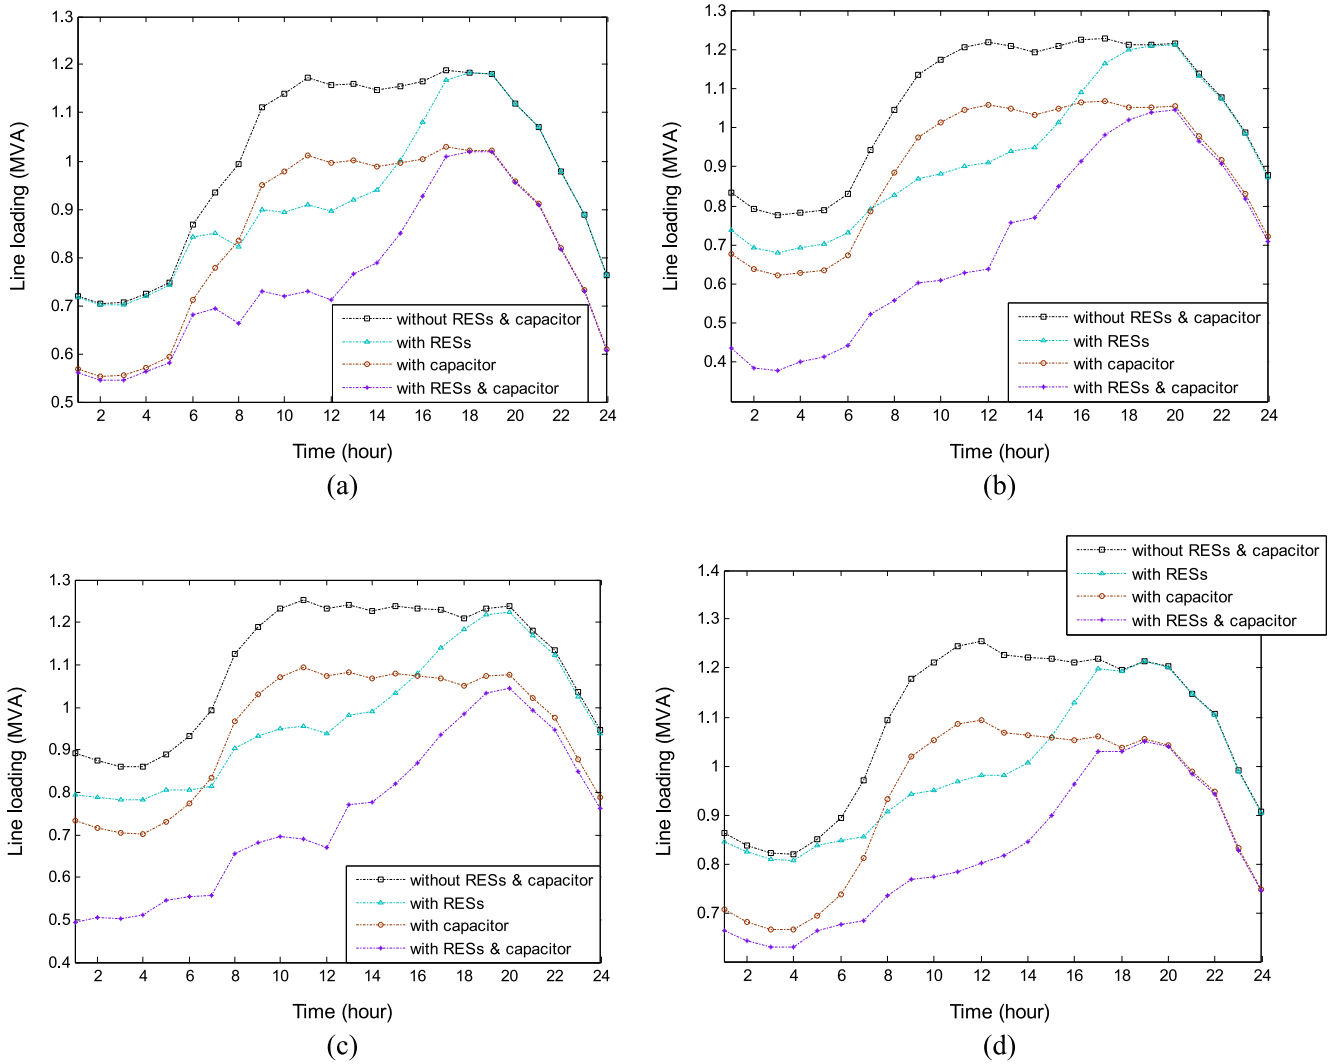 1.3
1.2
1.1
1
0.9
0.8
0.7
0.6
0.5
Line loading (MVA)
without RESs & capacitor
with RESs
with capacitor
with RESs & capacitor
2 4 6 8 10 12 14 16 18 20 22 24
Time (hour)
(a)
1.3
1.2
1.1
1
0.9
0.8
0.7
0.6
0.5
0.4
Line loading (MVA)
without RESs & capacitor
with RESs
with capacitor
with RESs & capacitor
2 4 6 8 10 12 14 16 18 20 22 24
Time (hour)
(b)
1.3
1.2
1.1
1
0.9
0.8
0.7
0.6
0.5
0.4
Line loading (MVA)
without RESs & capacitor
with RESs
with capacitor
with RESs & capacitor
2 4 6 8 10 12 14 16 18 20 22 24
Time (hour)
(c)
without RESs & capacitor
with RESs
with capacitor
with RESs & capacitor
1.4
1.3
1.2
1.1
1
0.9
0.8
0.7
Line loading (MVA)
2 4 6 8 10 12 14 16 18 20 22 24
Time (hour)
(d)